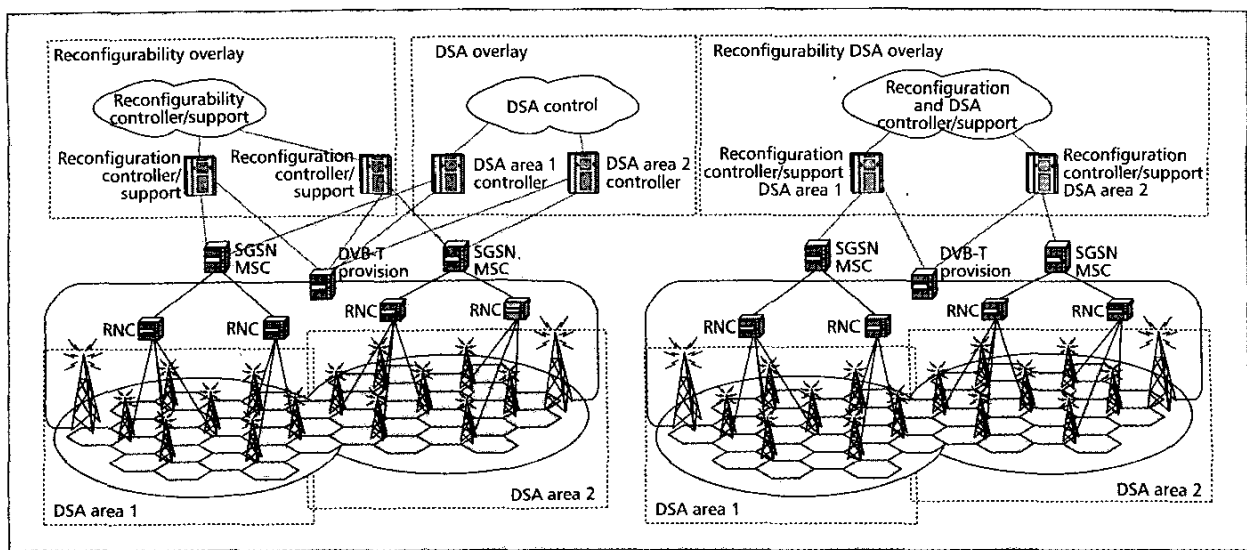 Reconfigurability overlay
Reconfigurability
controller/support
Reconfiguration
controller/
support
Reconfiguration
controller/
support
DSA overlay
DSA control
DSA area 1
controller
DSA area 2
controller
SGSN
MSC
DVB-T
provision
SGSN
MSC
RNC
RNC
RNC
RNC
DSA area 1
DSA area 2
Reconfigurability DSA overlay
Reconfiguration
and DSA
controller/support
Reconfiguration
controller/support
DSA area 1
Reconfiguration
controller/support
DSA area 2
SGSN
MSC
DVB-T
provision
SGSN
MSC
RNC
RNC
RNC
RNC
DSA area 1
DSA area 2